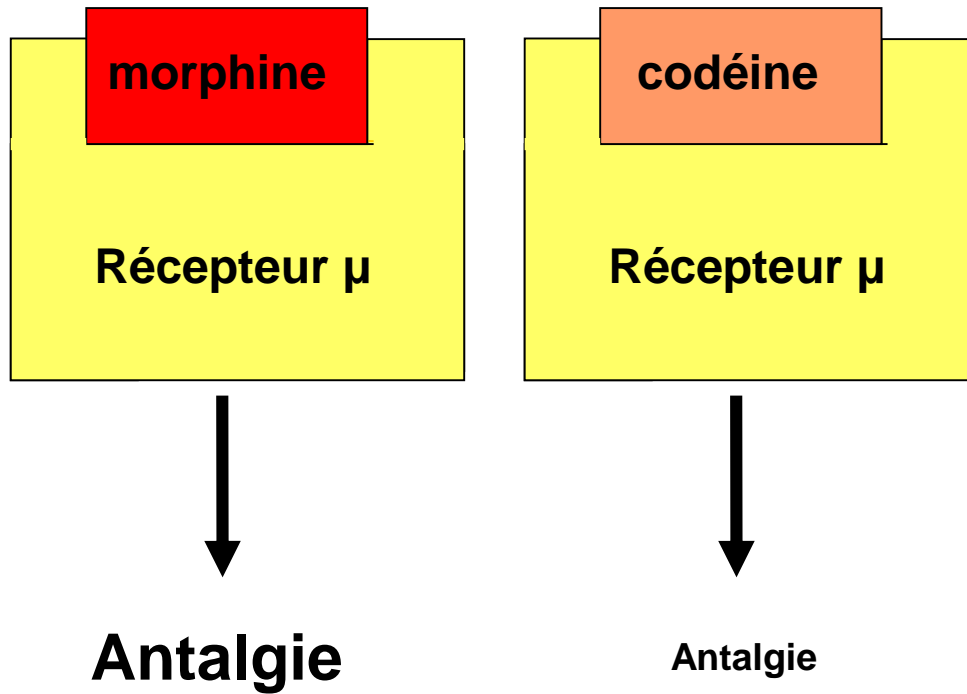 morphine
codéine
Récepteur µ
Récepteur µ
Antalgie
Antalgie